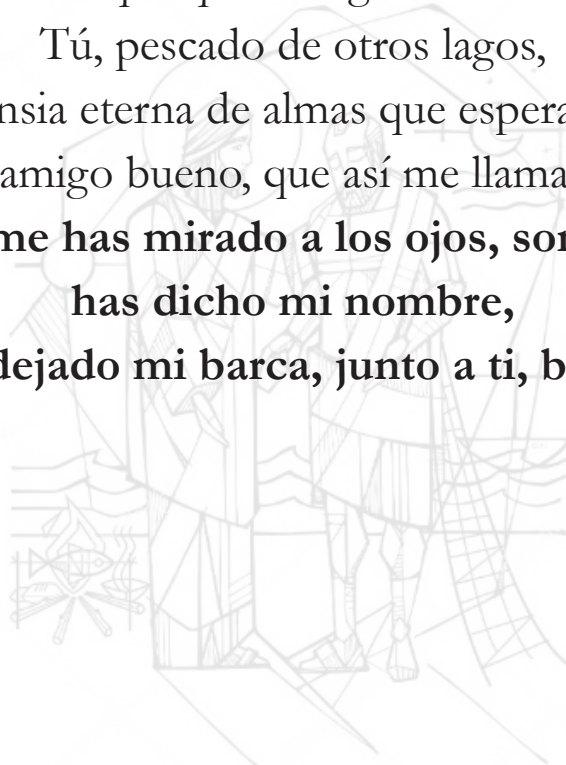 Tú, pescado de otros lagos,
nsia eterna de almas que espera
amigo bueno, que así me llama
me has mirado a los ojos, son
has dicho mi nombre,
dejado mi barca, junto a ti, b